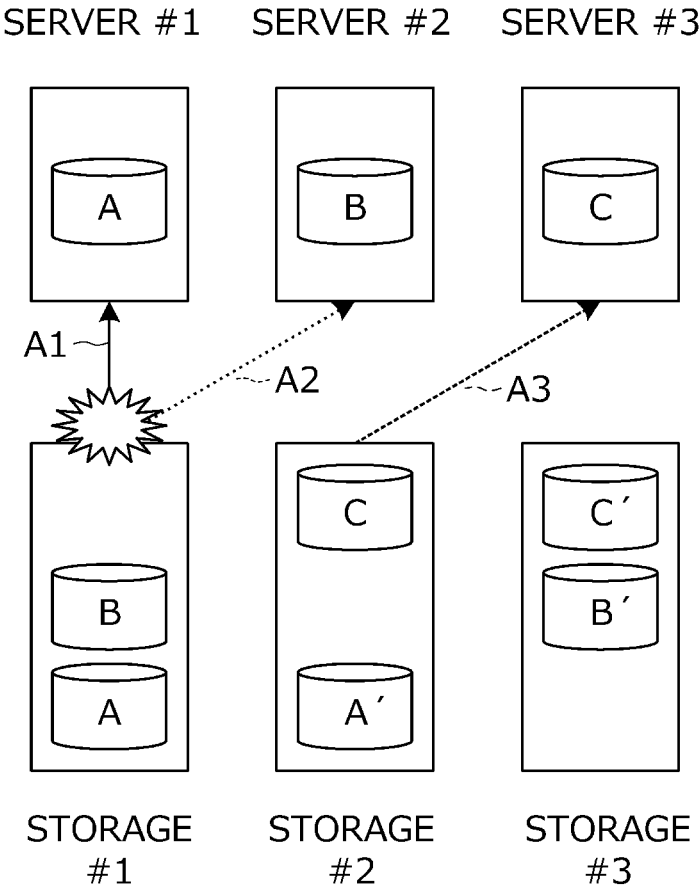 SERVER #1
SERVER #2
SERVER #3
A
B
C
A1
A2
A3
C
C´
B
B´
A
A´
STORAGE
#1
STORAGE
#2
STORAGE
#3